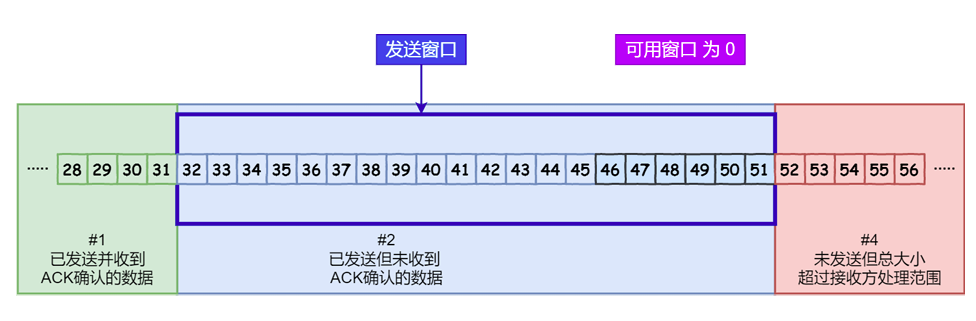 发送窗口
可用窗口 为 0
..... 28 29 30 31 32 33 34 35 36 37 38 39 40 41 42 43 44 45 46 47 48 49 50 51 52 53 54 55 56 .....
#1
已发送并收到
ACK确认的数据
#2
已发送但未收到
ACK确认的数据
#4
未发送但总大小
超过接收方处理范围